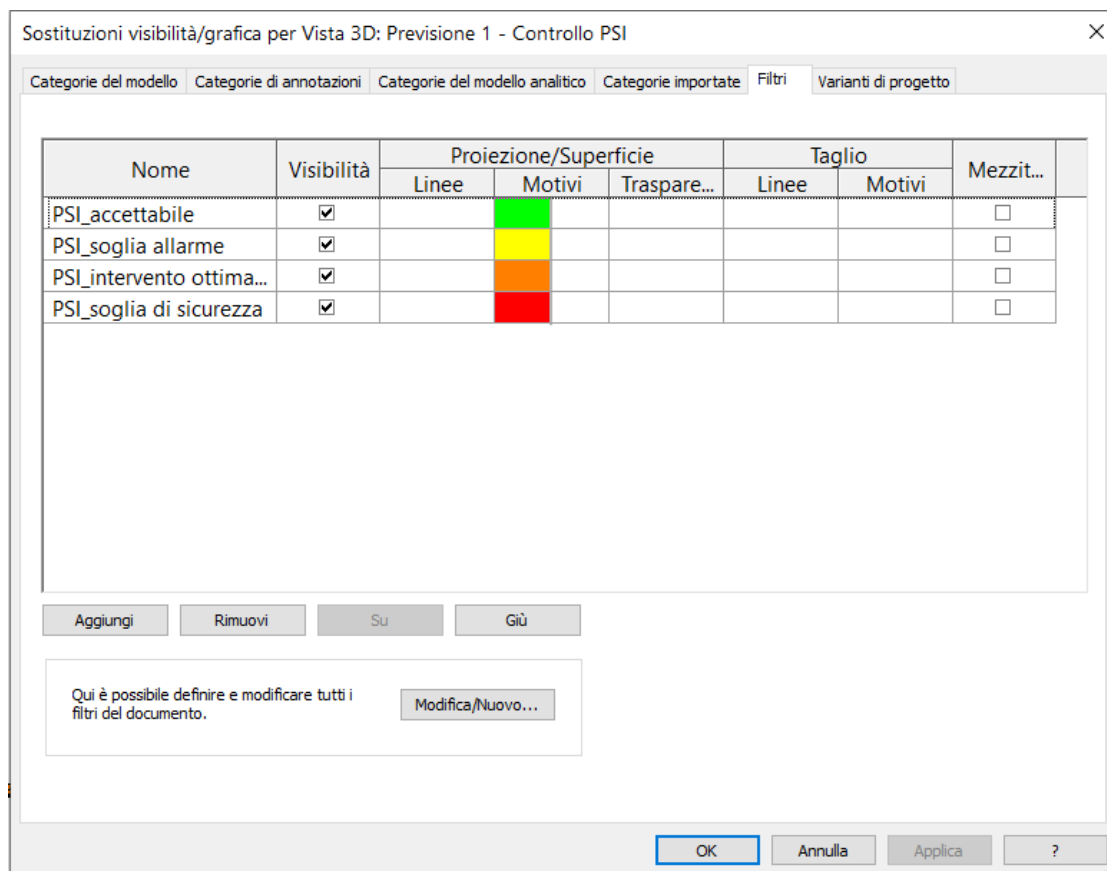 Sostituzioni visibilità/grafica per Vista 3D: Previsione 1 - Controllo PSI
Categorie del modello Categorie di annotazioni Categorie del modello analitico Categorie importate Filtri Varianti di progetto
Nome Visibilità Proiezione/Superficie Taglio Mezzit...
Linee Motivi Traspare... Linee Motivi
PSI_accettabile
PSI_soglia allarme
PSI_intervento ottima...
PSI_soglia di sicurezza
Aggiungi Rimuovi Su Giù
Qui è possibile definire e modificare tutti i
filtri del documento.
Modifica/Nuovo...
OK Annulla Applica ?